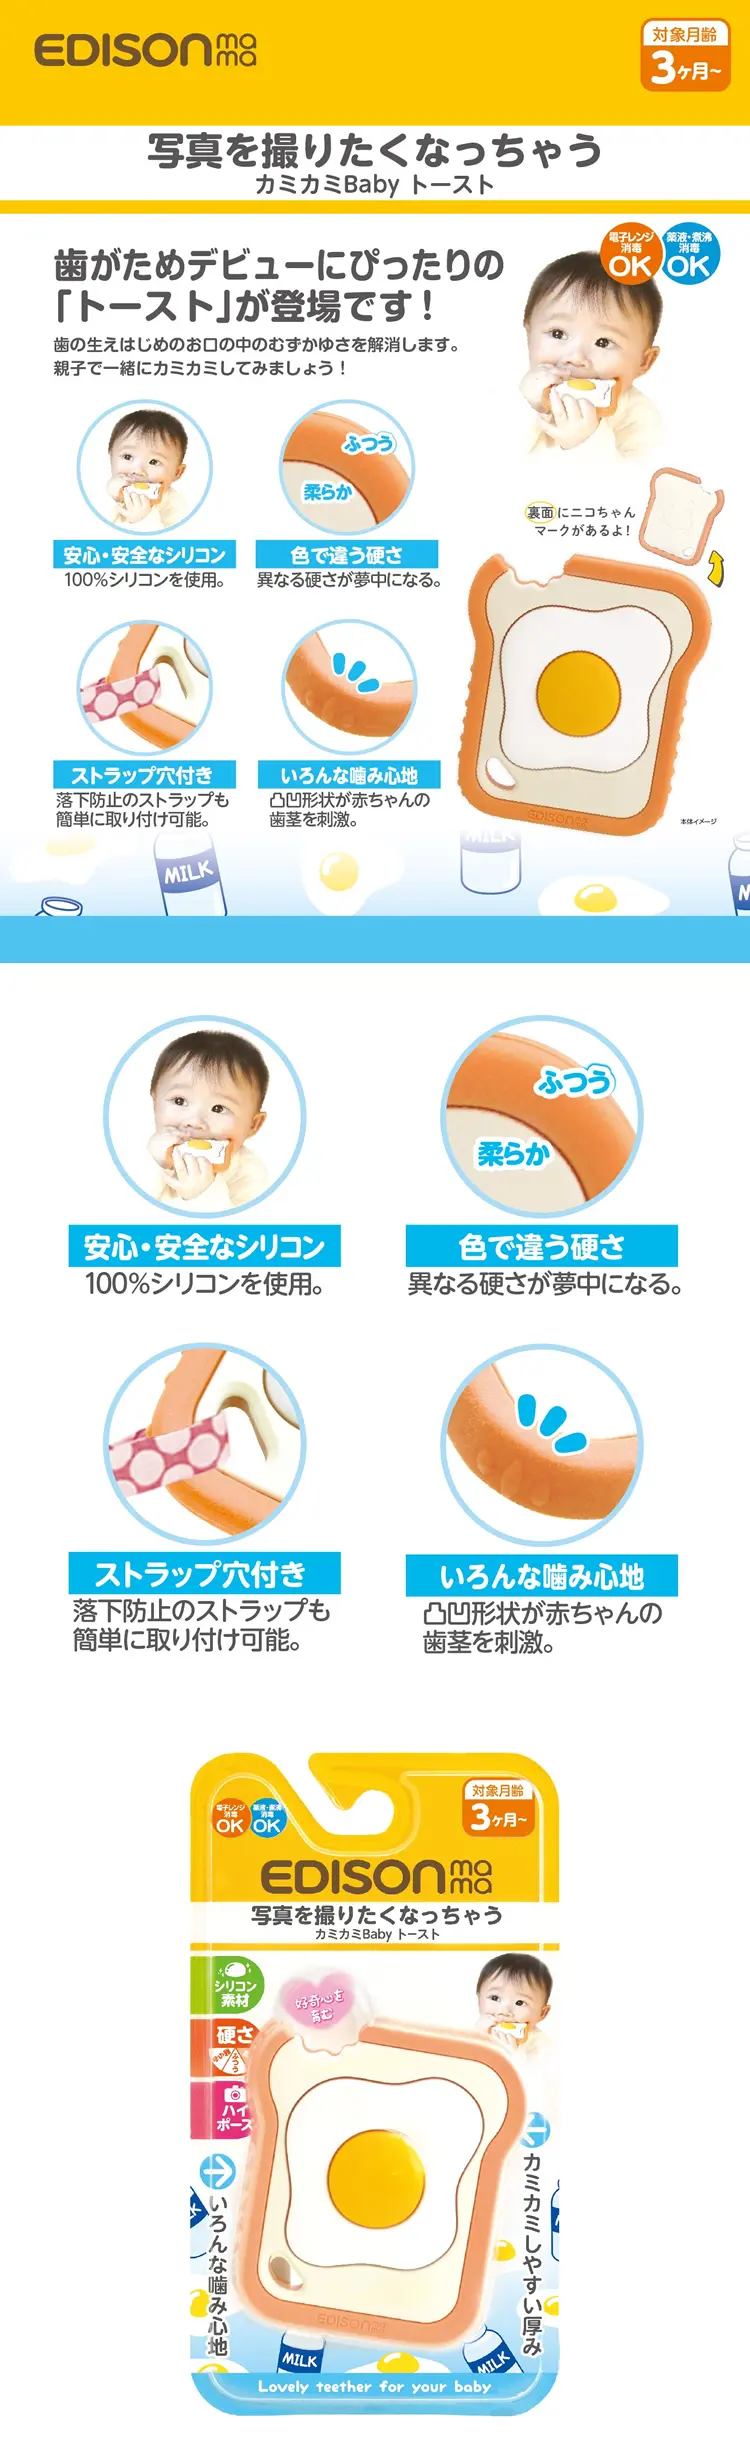 EDISON mama
対象月齢
3ヶ月~
写真を撮りたくなっちゃう
カミカミBaby トースト
電子レンジ
消毒
OK
薬液・煮沸
消毒
OK
歯がためデビューにぴったりの
「トースト」が登場です!
歯の生えはじめのお口の中のむずかゆさを解消します。
親子で一緒にカミカミしてみましょう!
ふつう
柔らか
安心・安全なシリコン
100%シリコンを使用。
色で違う硬さ
異なる硬さが夢中になる。
裏面にニコちゃん
マークがあるよ!
ストラップ穴付き
落下防止のストラップも
簡単に取り付け可能。
いろんな噛み心地
凸凹形状が赤ちゃんの
歯茎を刺激。
EDISON mama
本体イメージ
MILK
MILK
ふつう
柔らか
安心・安全なシリコン
100%シリコンを使用。
色で違う硬さ
異なる硬さが夢中になる。
ストラップ穴付き
落下防止のストラップも
簡単に取り付け可能。
いろんな噛み心地
凸凹形状が赤ちゃんの
歯茎を刺激。
電子レンジ
消毒
OK
薬液・煮沸
消毒
OK
対象月齢
3ヶ月~
EDISON mama
写真を撮りたくなっちゃう
カミカミBaby トースト
シリコン
素材
好奇心を
育む
硬さ
ふつう
ハイ
ポーズ
いろんな噛み心地
カミカミしやすい厚み
EDISON mama
MILK
MILK
Lovely teether for your baby